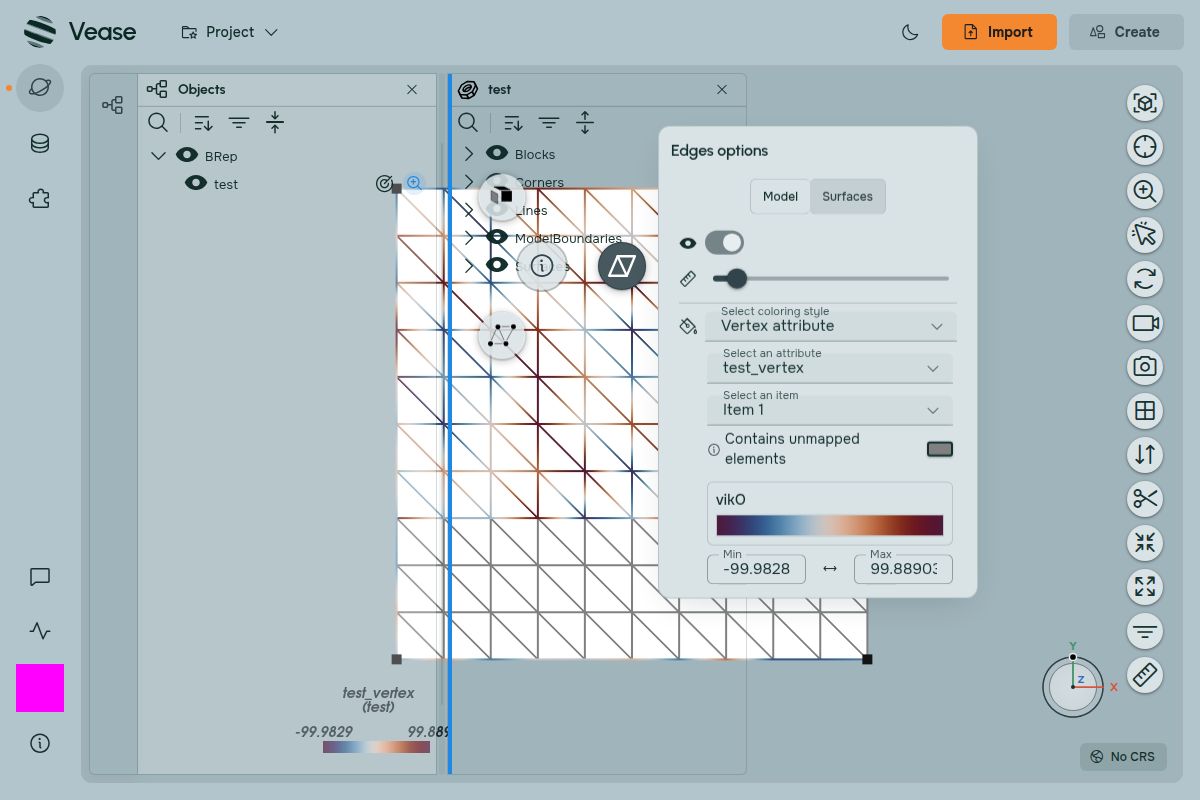 Vease
Project
Import
Create
Objects
test
BRep
test
Blocks
Corners
Lines
ModelBoundaries
Edges options
Model
Surfaces
Select coloring style
Vertex attribute
Select an attribute
test_vertex
Select an item
Item 1
Contains unmapped
elements
vikO
Min
-99.9828
Max
99.88903
test_vertex
(test)
-99.9829
99.889
Y
Z
X
No CRS